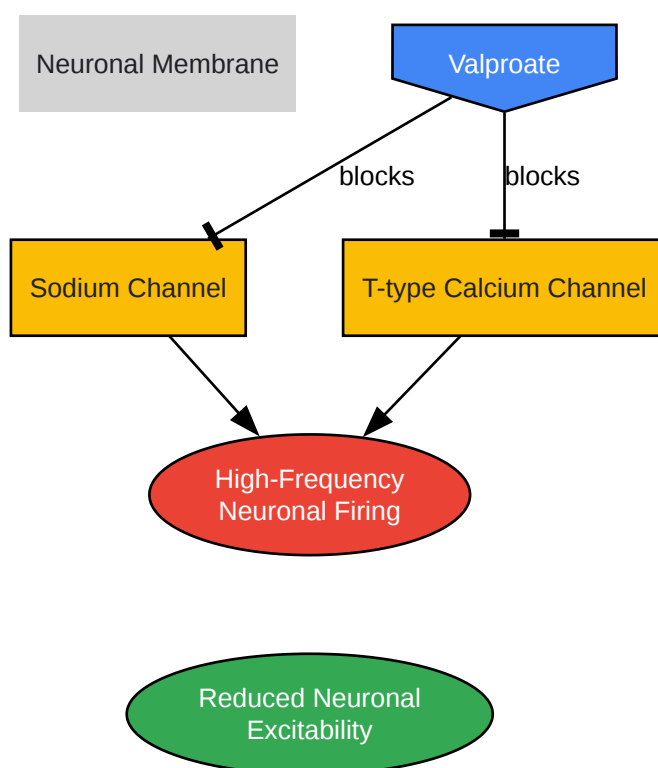 Neuronal Membrane
Valproate
blocks
blocks
Sodium Channel
T-type Calcium Channel
High-Frequency
Neuronal Firing
Reduced Neuronal
Excitability